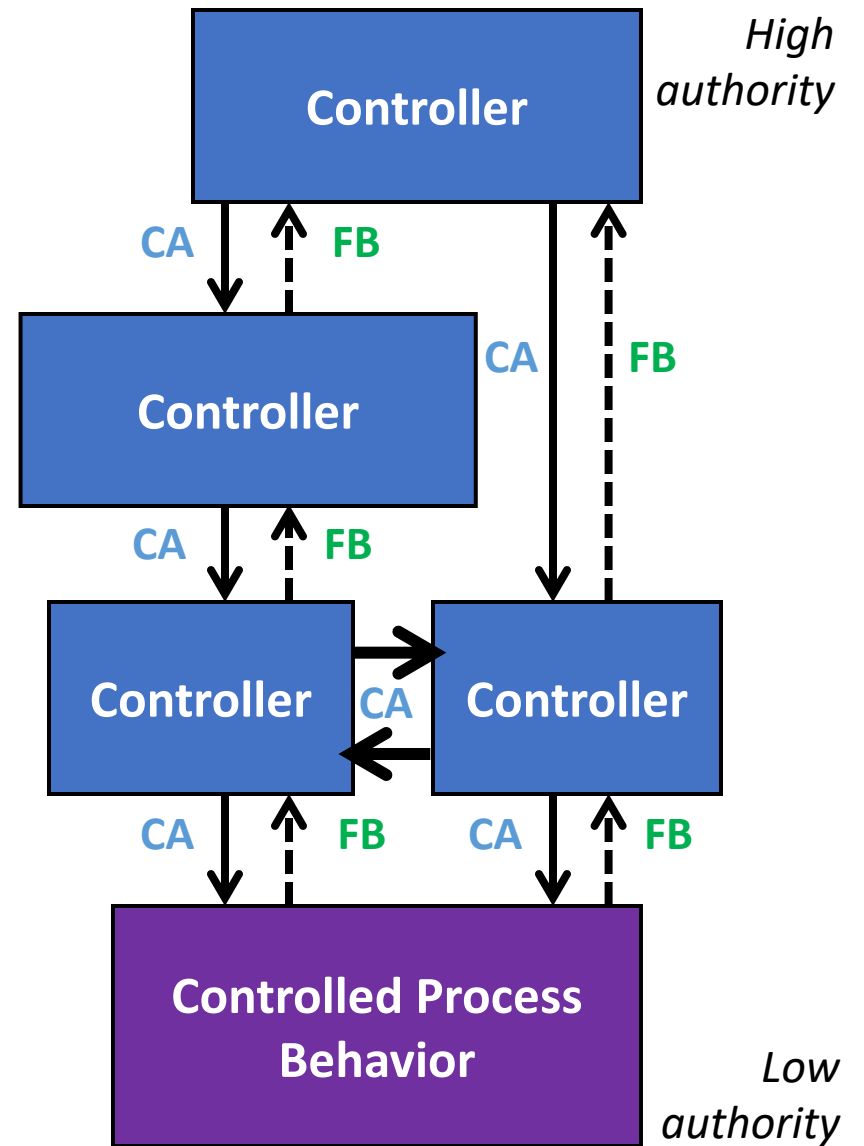 High
authority
Controller
CA
FB
CA
FB
Controller
CA
FB
Controller
CA
Controller
CA
FB
CA
FB
Controlled Process
Behavior
Low
authority